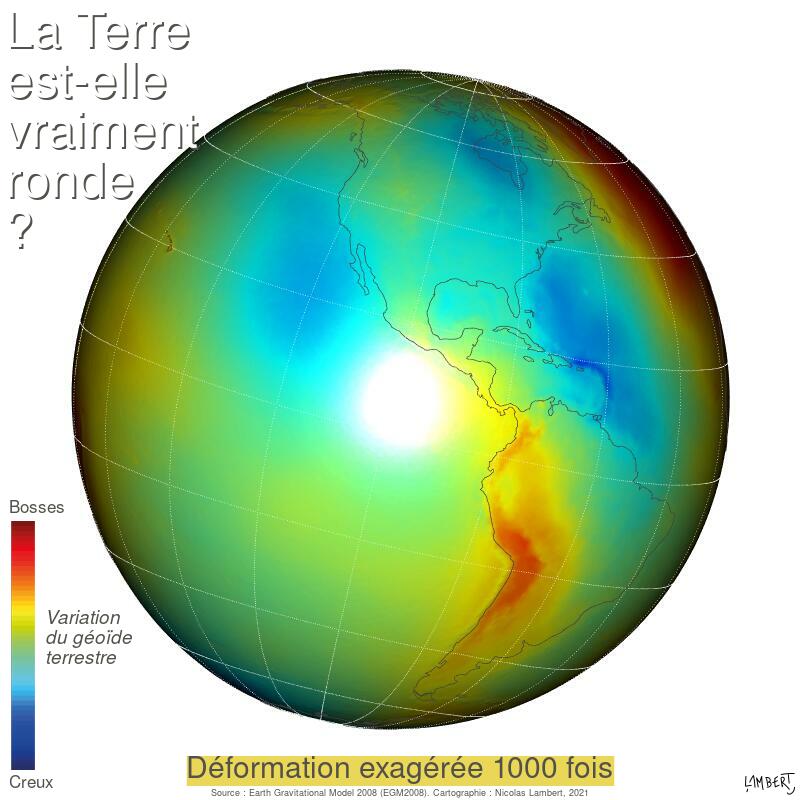 La Terre
est-elle
vraiment
ronde
?
Bosses
Variation
du géoïde
terrestre
Creux
Déformation exagérée 1000 fois
Source : Earth Gravitational Model 2008 (EGM2008). Cartographie : Nicolas Lambert, 2021
LAMBERT